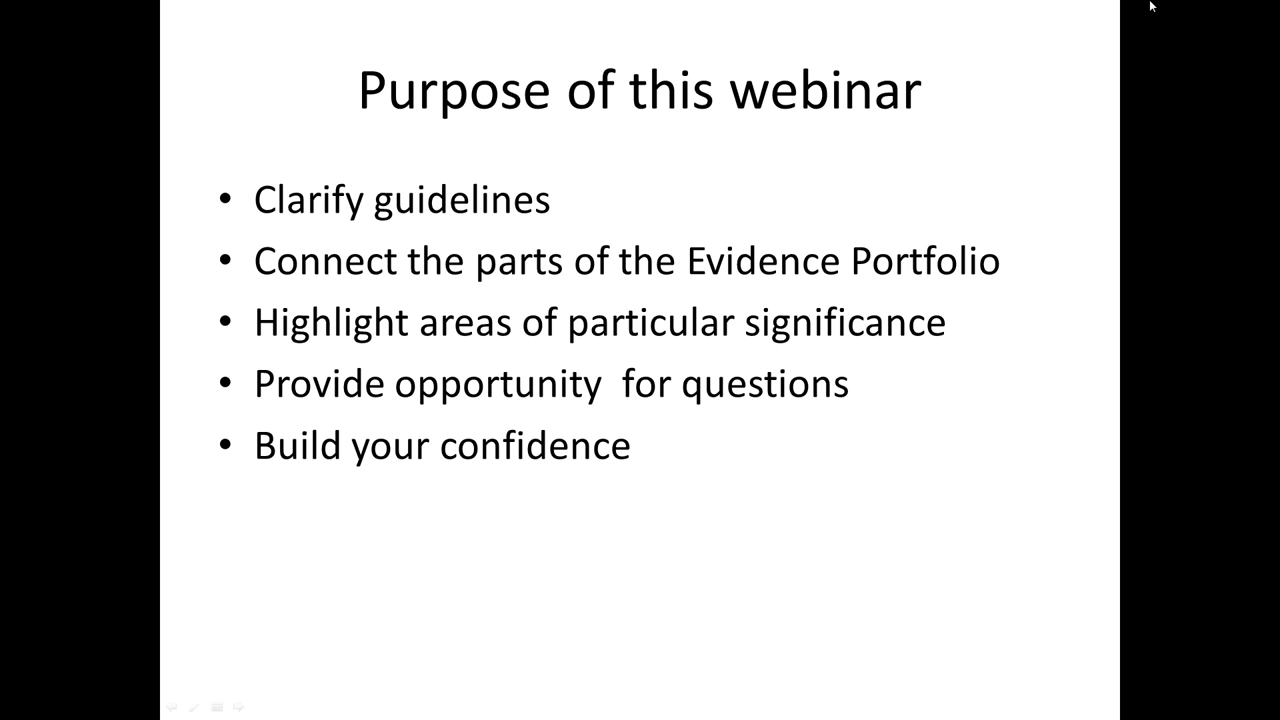 Purpose of this webinar
• Clarify guidelines
• Connect the parts of the Evidence Portfolio
• Highlight areas of particular significance
• Provide opportunity  for questions
• Build your confidence